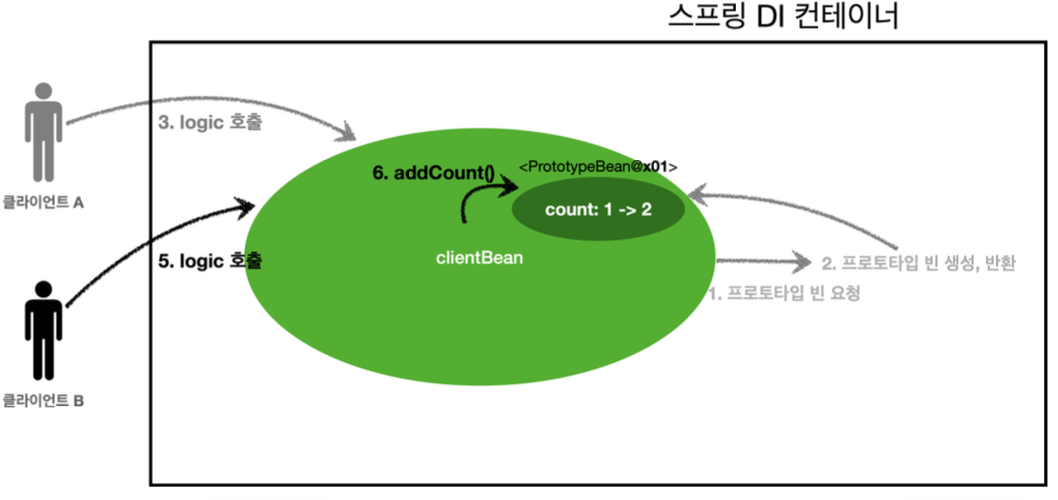 스프링 DI 컨테이너
3. logic 호출
클라이언트 A
6. addCount()
<PrototypeBean@x01>
count: 1 -> 2
5. logic 호출
clientBean
2. 프로토타입 빈 생성, 반환
1. 프로토타입 빈 요청
클라이언트 B